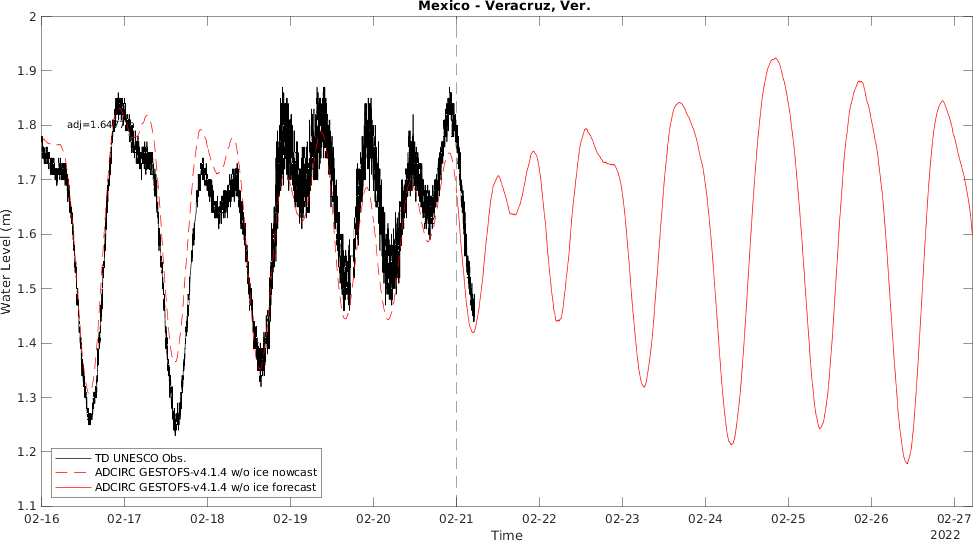 Mexico - Veracruz, Ver.
2
1.9
1.8
1.7
1.6
1.5
1.4
1.3
1.2
1.1
Water Level (m)
TD UNESCO Obs.
ADCIRC GESTOFS-v4.1.4 w/o ice nowcast
ADCIRC GESTOFS-v4.1.4 w/o ice forecast
02-16 02-17 02-18 02-19 02-20 02-21 02-22 02-23 02-24 02-25 02-26 02-27
Time
2022